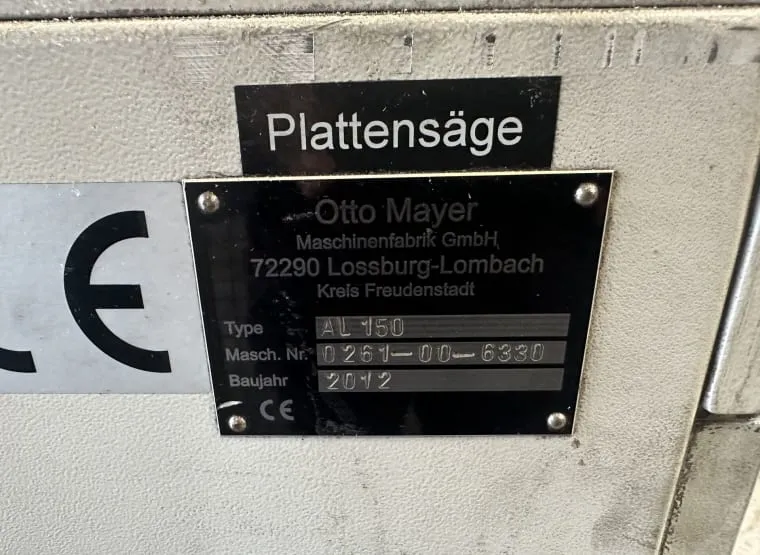 Plattensäge
Otto Mayer
Maschinenfabrik GmbH
72290 Lossburg-Lombach
Kreis Freudenstadt
Type AL 150
Masch. Nr. 0261-00-6330
Baujahr 2012
CE
CE